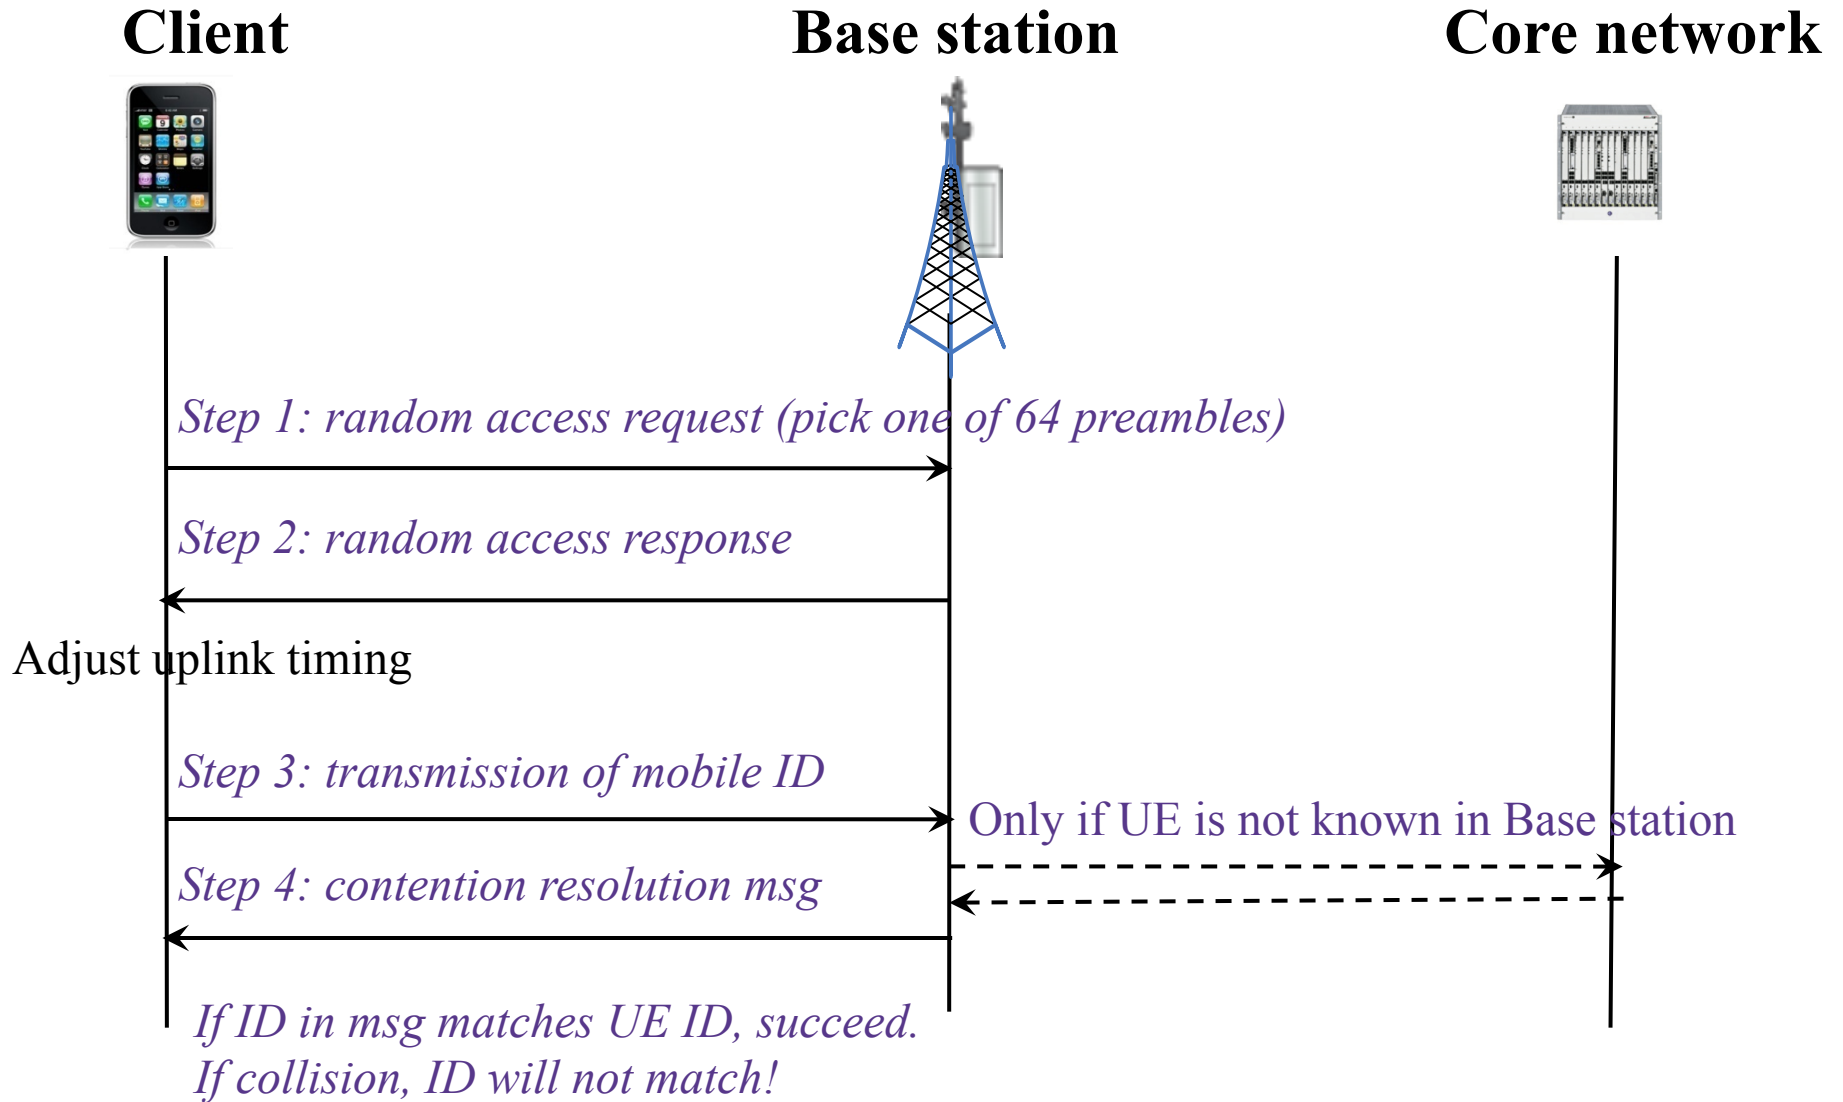 Client
Base station
Core network
Step 1: random access request (pick one of 64 preambles)
Step 2: random access response
Adjust uplink timing
Step 3: transmission of mobile ID
Only if UE is not known in Base station
Step 4: contention resolution msg
If ID in msg matches UE ID, succeed.
If collision, ID will not match!